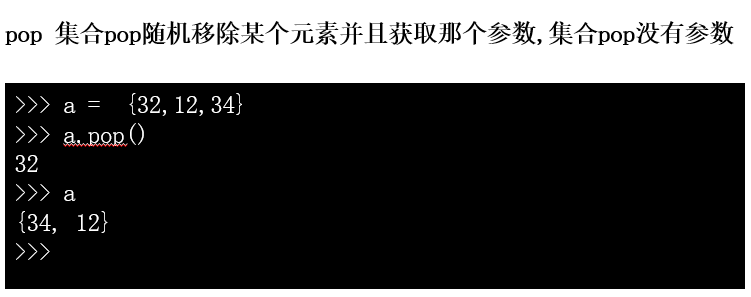 pop 集合pop随机移除某个元素并且获取那个参数,集合pop没有参数
>>> a =  {32,12,34}
>>> a.pop()
32
>>> a
{34, 12}
>>>